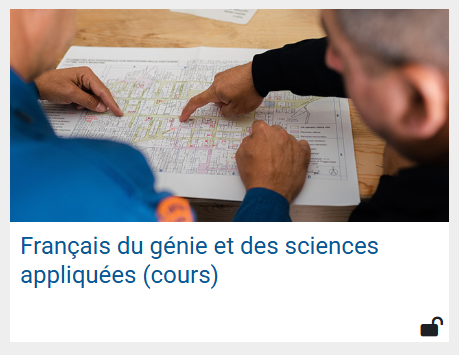 Français du génie et des sciences
appliquées (cours)